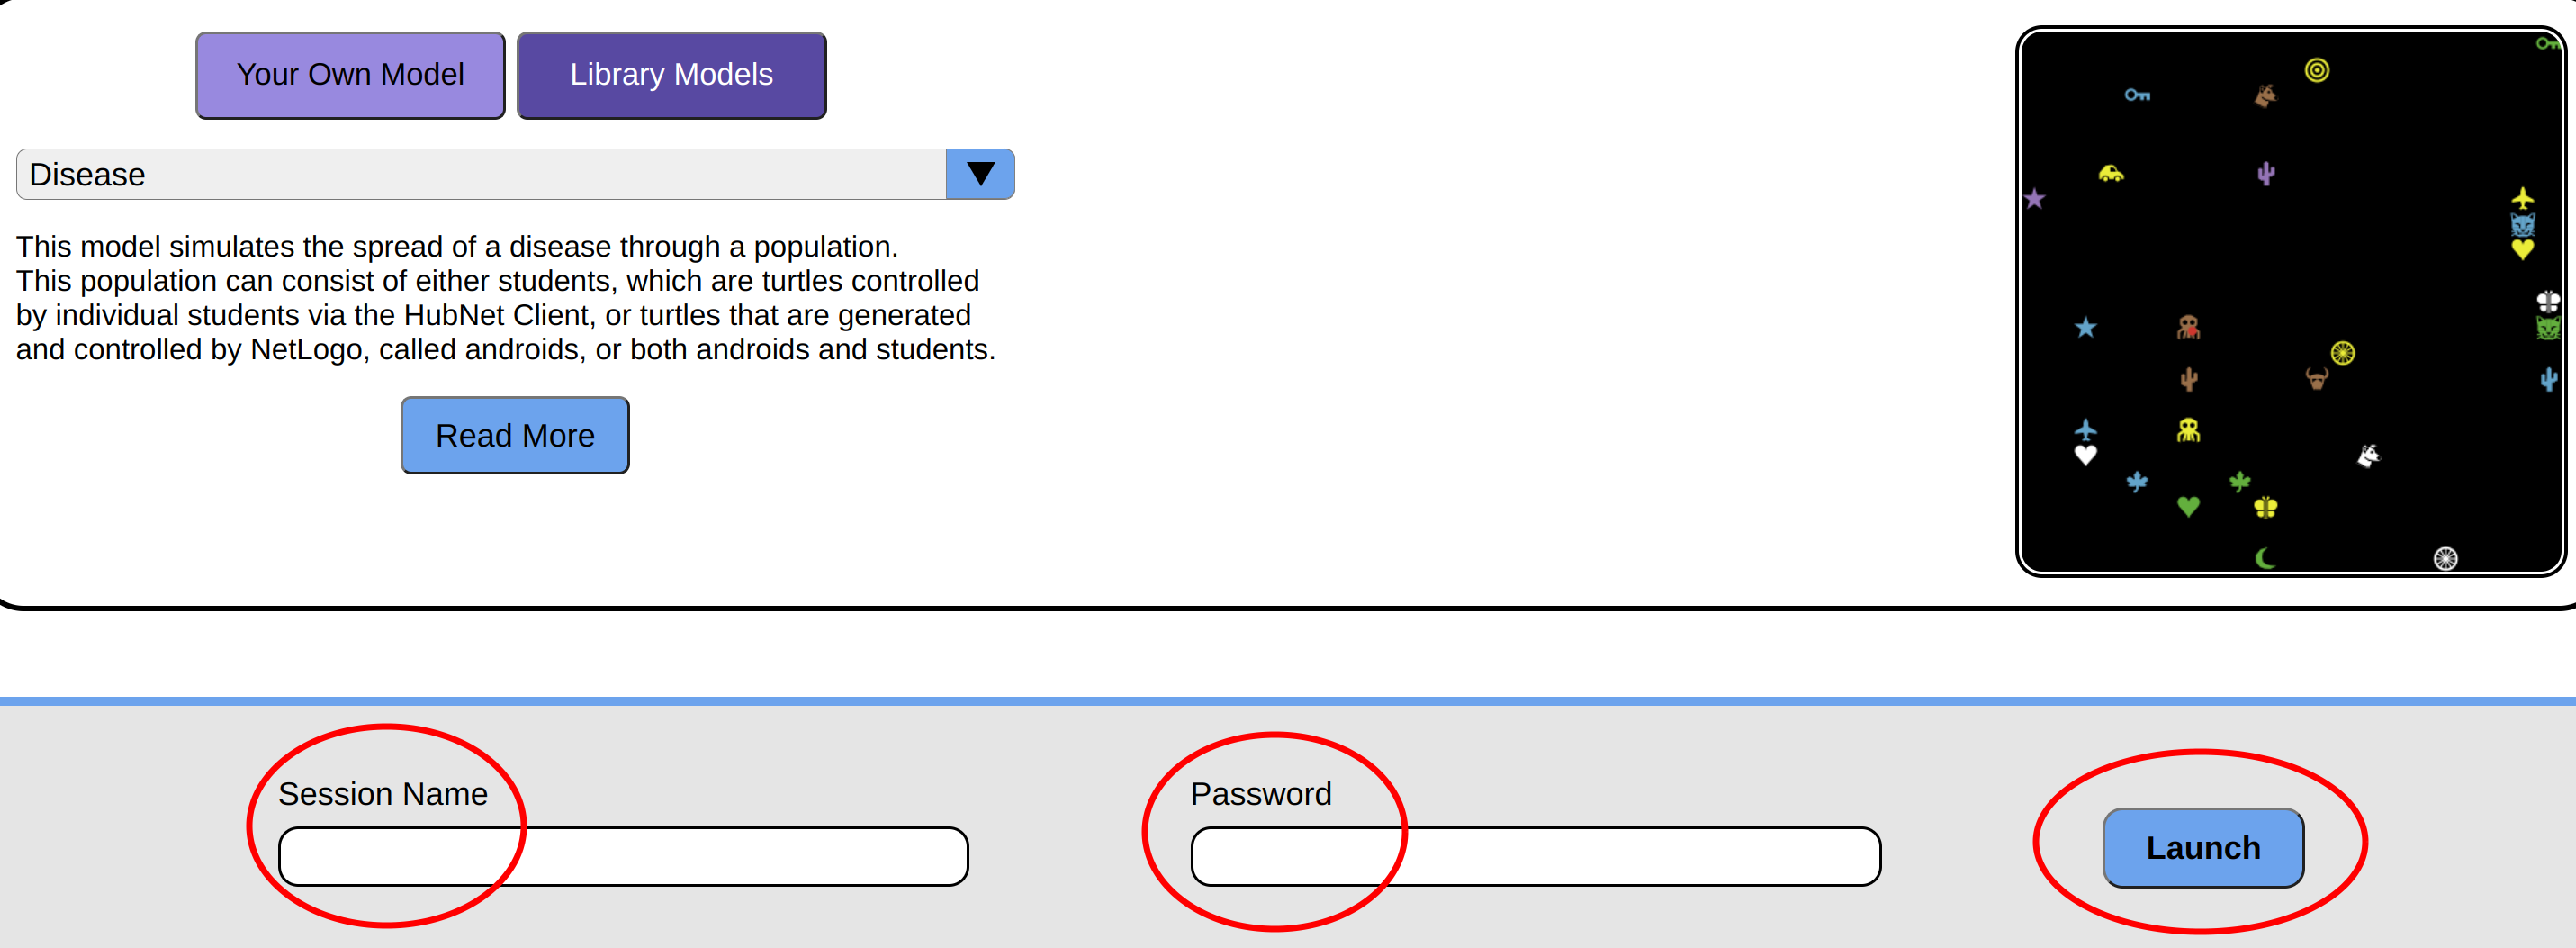 Your Own Model
Library Models
Disease
This model simulates the spread of a disease through a population.
This population can consist of either students, which are turtles controlled
by individual students via the HubNet Client, or turtles that are generated
and controlled by NetLogo, called androids, or both androids and students.
Read More
Session Name
Password
Launch